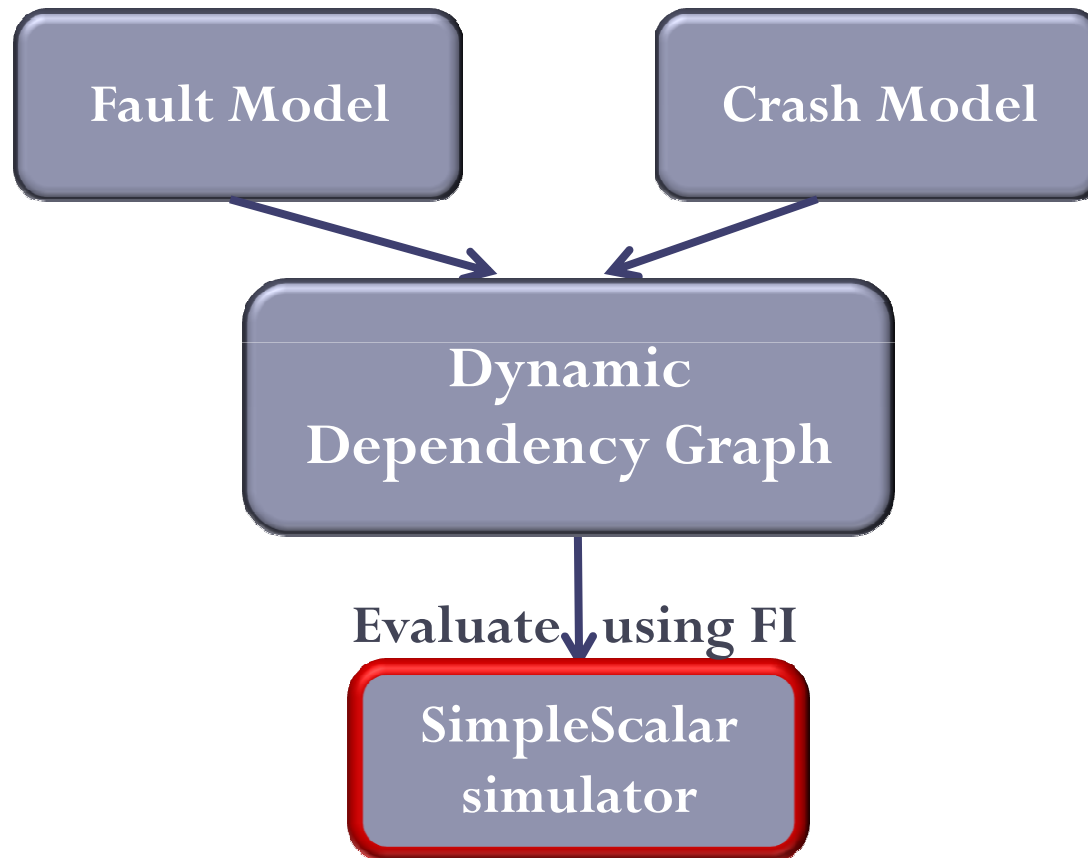 Fault Model
Crash Model
Dynamic
Dependency Graph
Evaluate using FI
SimpleScalar
simulator